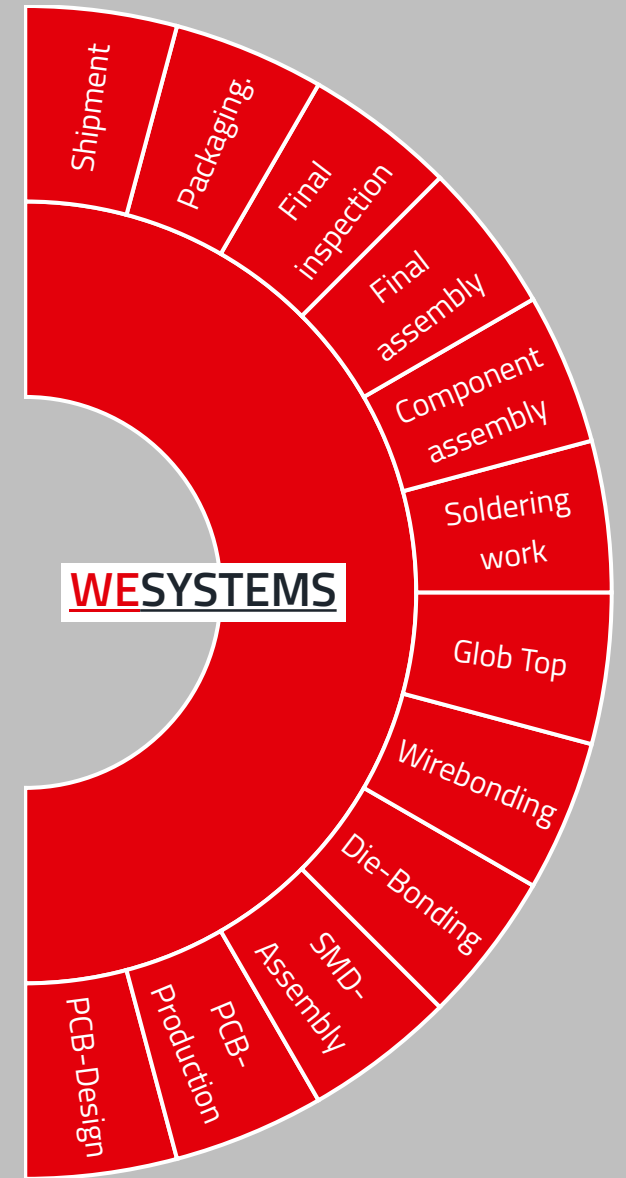 Shipment
Packaging.
Final
inspection
Final
assembly
Component
assembly
Soldering
work
WESYSTEMS
Glob Top
Wirebonding
Die-Bonding
SMD-
Assembly
PCB-
Production
PCB-Design